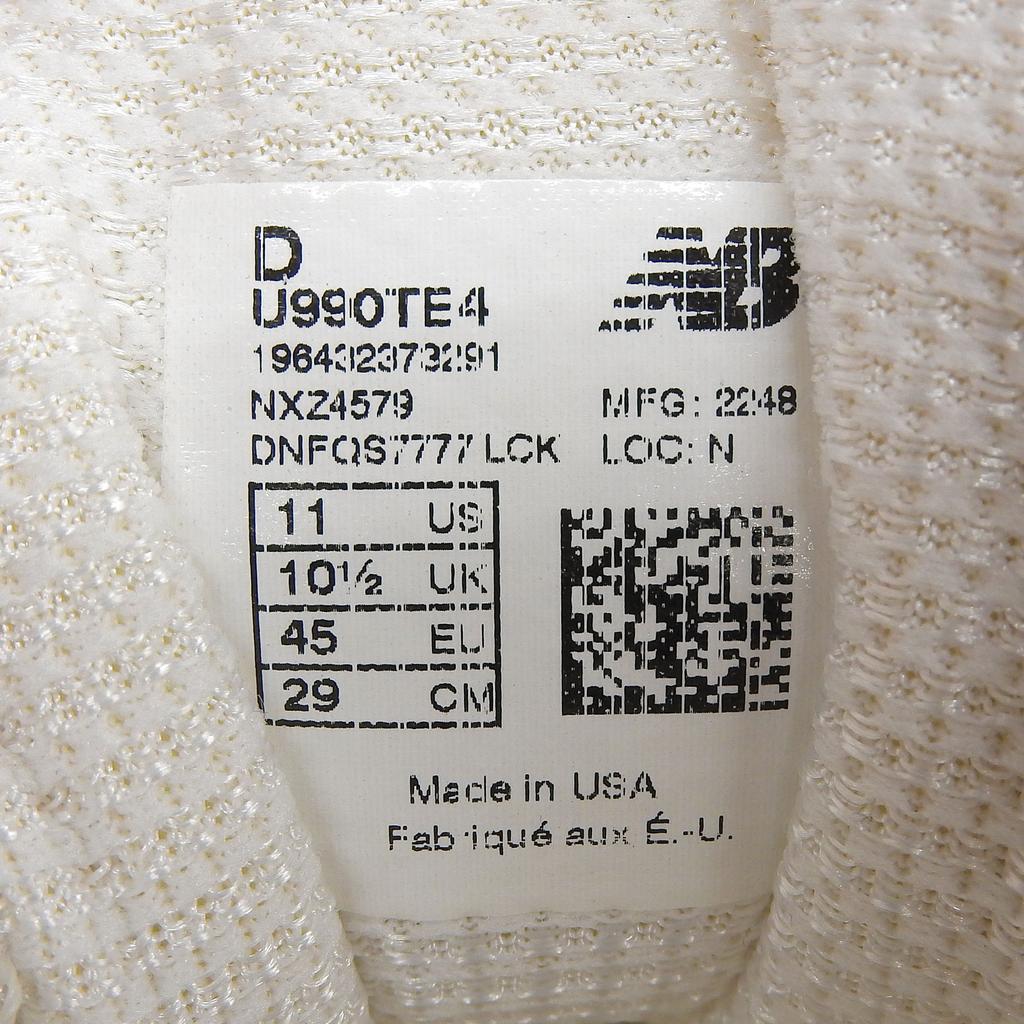 D
NB
U990TE4
196432373291
NXZ4579 MFG: 2248
DNFQS7777 LCK LOC: N
11 US
10½ UK
45 EU
29 CM
Made in USA
Fabriqué aux É.-U.